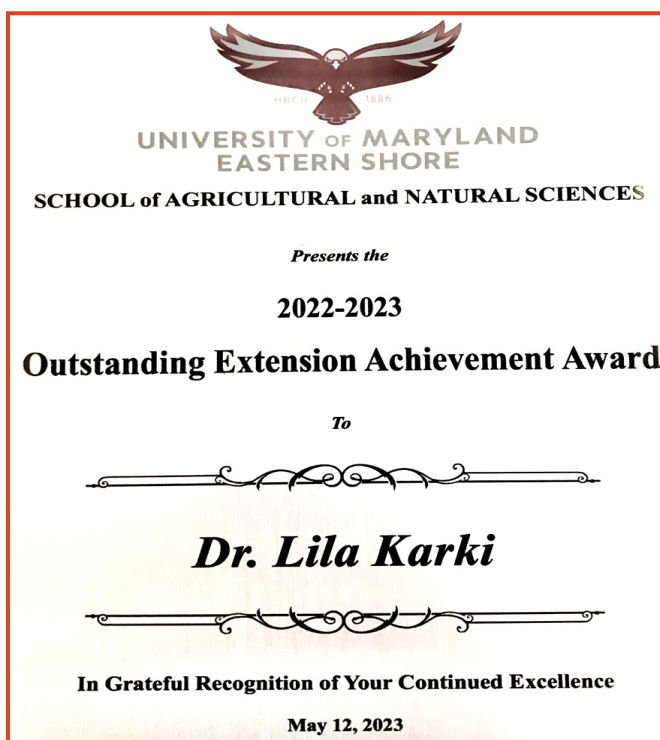 HBCU 1886
UNIVERSITY OF MARYLAND
EASTERN SHORE
SCHOOL of AGRICULTURAL and NATURAL SCIENCES
Presents the
2022-2023
Outstanding Extension Achievement Award
To
Dr. Lila Karki
In Grateful Recognition of Your Continued Excellence
May 12, 2023